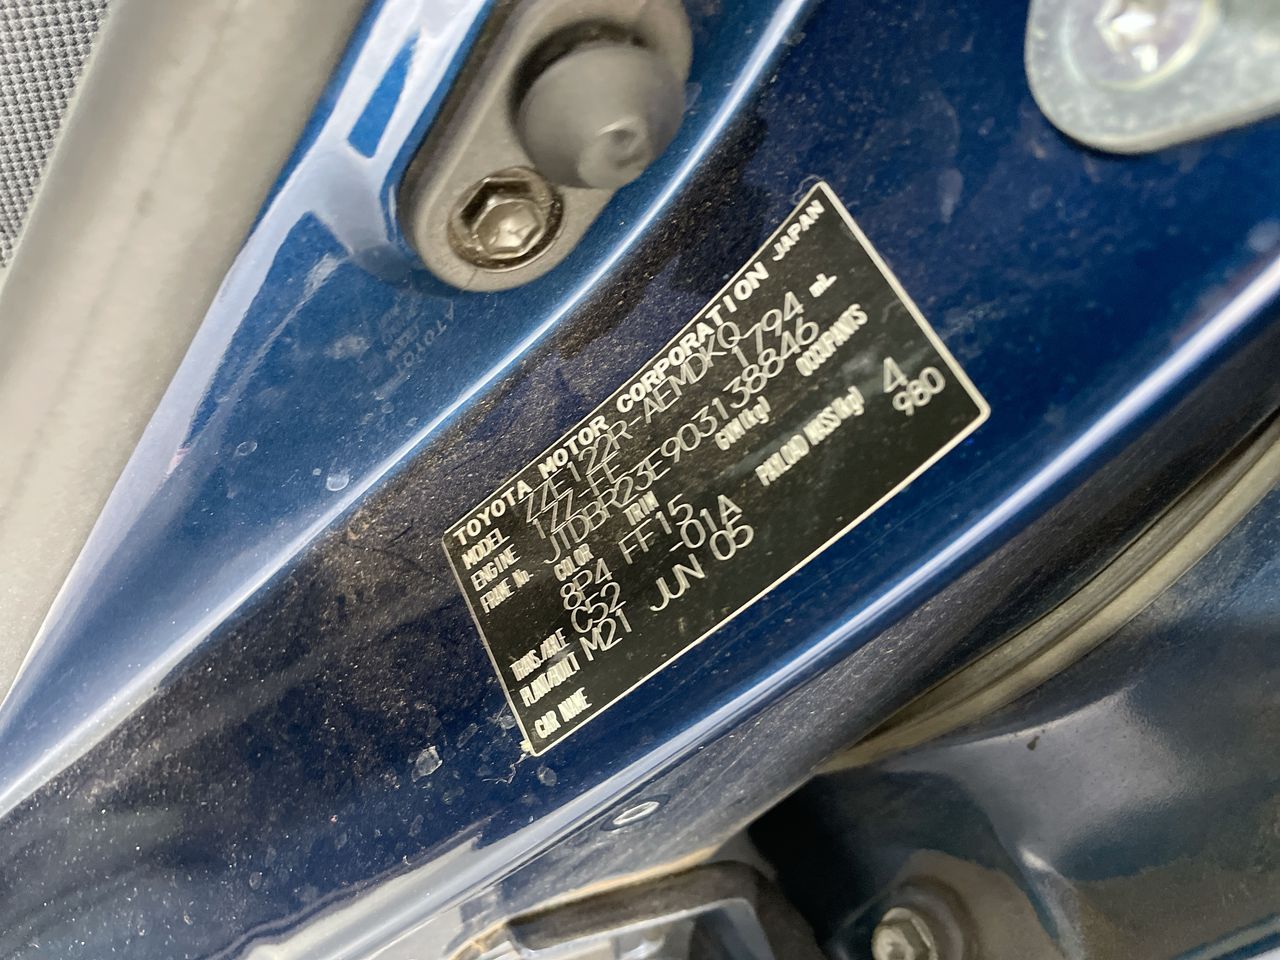 TOYOTA MOTOR CORPORATION JAPAN
MODEL ZZE122R-AEMDKQ
ENGINE 1ZZ-FE 1794 mL
FRAME No. JTDBR23E903138846
COLOR TRIM GVM(kg) OCCUPANTS 4
8P4 FF15 PAYLOAD MASS(kg) 980
TRANS./AXLE C52 -01A
PLANT/BUILT M21 JUN 05
CAR NAME